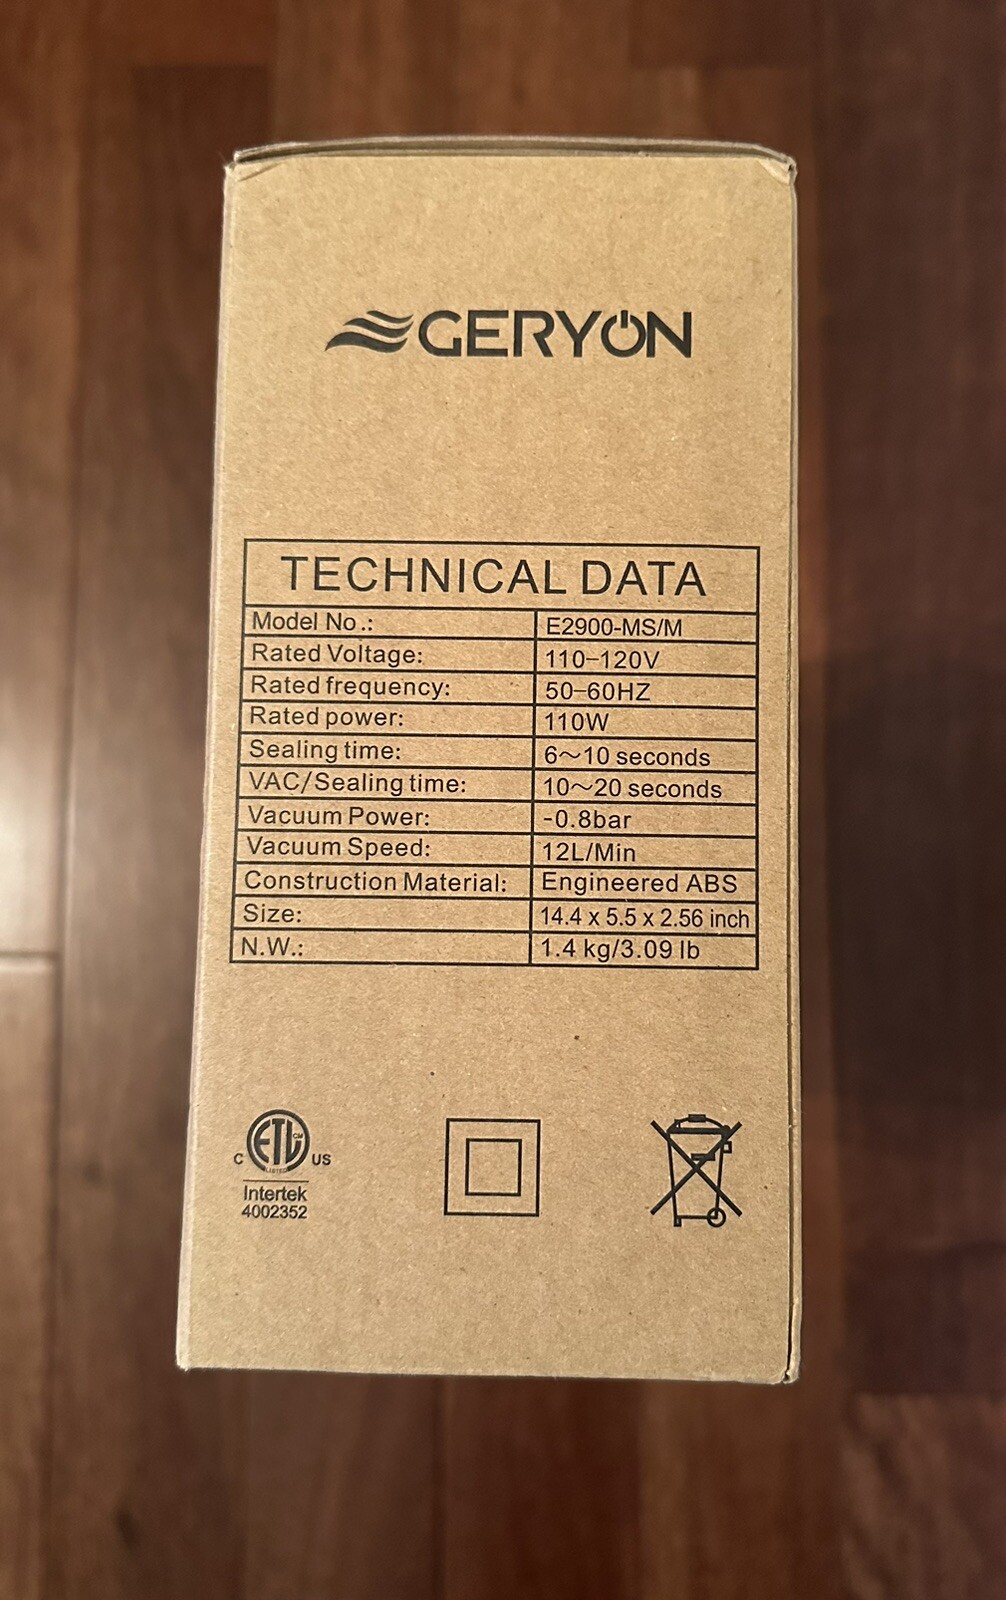 GERYON
TECHNICAL DATA
Model No.: E2900-MS/M
Rated Voltage: 110-120V
Rated frequency: 50-60HZ
Rated power: 110W
Sealing time: 6～10 seconds
VAC/Sealing time: 10～20 seconds
Vacuum Power: -0.8bar
Vacuum Speed: 12L/Min
Construction Material: Engineered ABS
Size: 14.4 x 5.5 x 2.56 inch
N.W.: 1.4 kg/3.09 lb
C ETL CM US
LISTED
Intertek
4002352